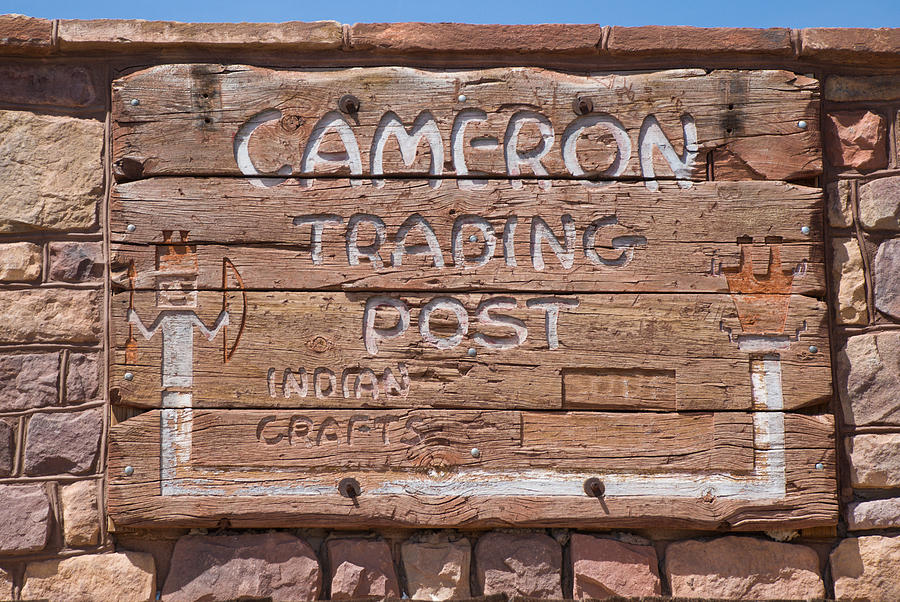 CAMERON
TRADING
POST
INDIAN
CRAFTS